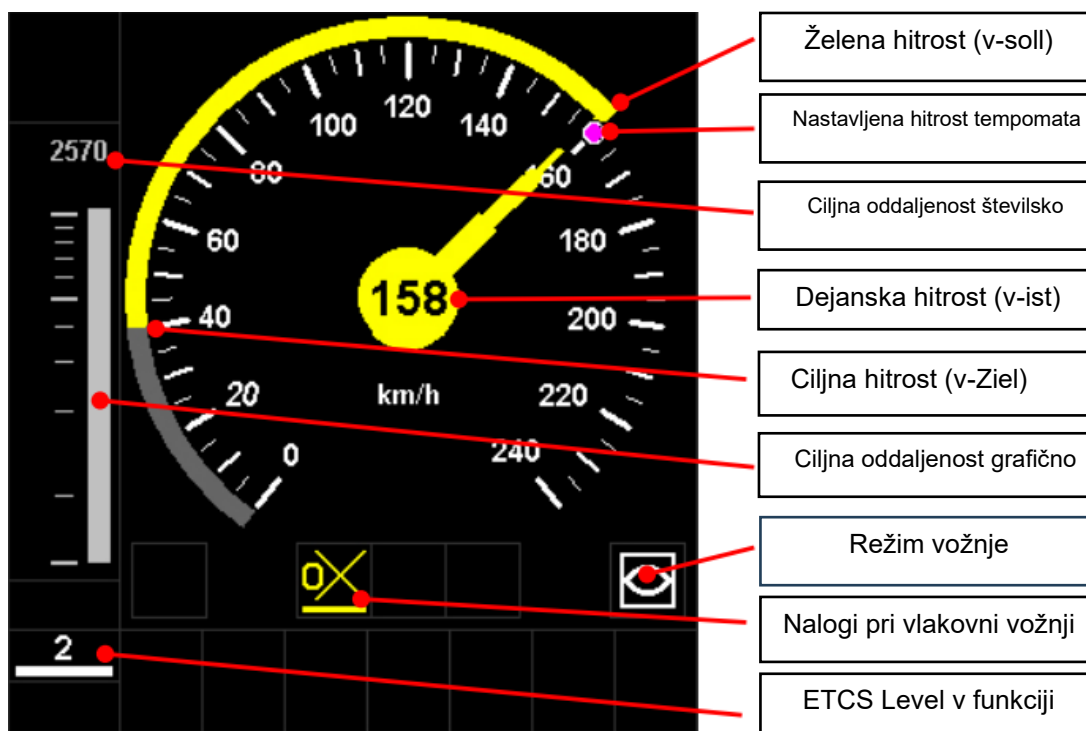 Želena hitrost (v-soll)
Nastavljena hitrost tempomata
Ciljna oddaljenost številsko
Dejanska hitrost (v-ist)
Ciljna hitrost (v-Ziel)
Ciljna oddaljenost grafično
Režim vožnje
Nalogi pri vlakovni vožnji
ETCS Level v funkciji
2570
0
20
40
60
80
100
120
140
160
180
200
220
240
158
km/h
2